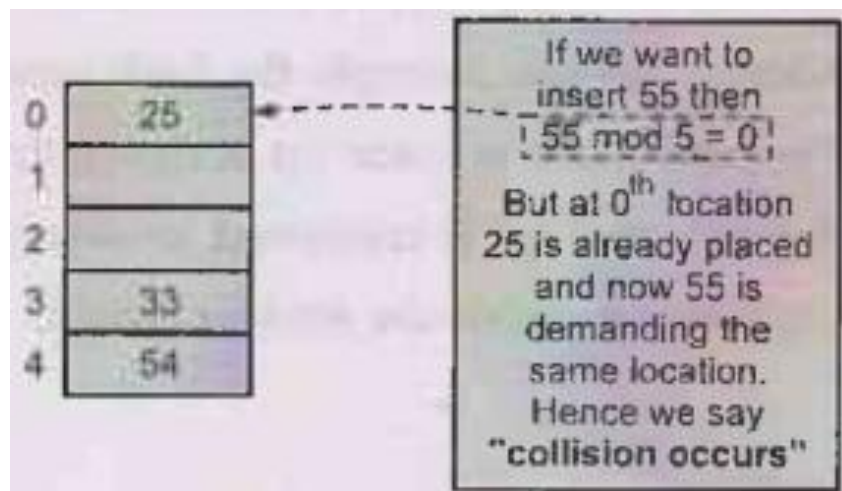 0 25
1
2
3 33
4 54
If we want to
insert 55 then
55 mod 5 = 0
But at 0th location
25 is already placed
and now 55 is
demanding the
same location.
Hence we say
"collision occurs"